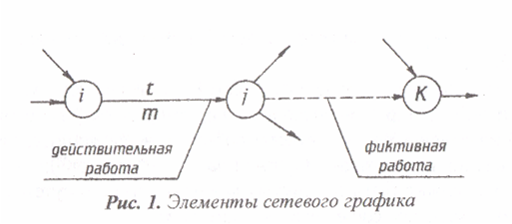 i
t
m
j
K
действительная
работа
фиктивная
работа
Рис. 1. Элементы сетевого графика